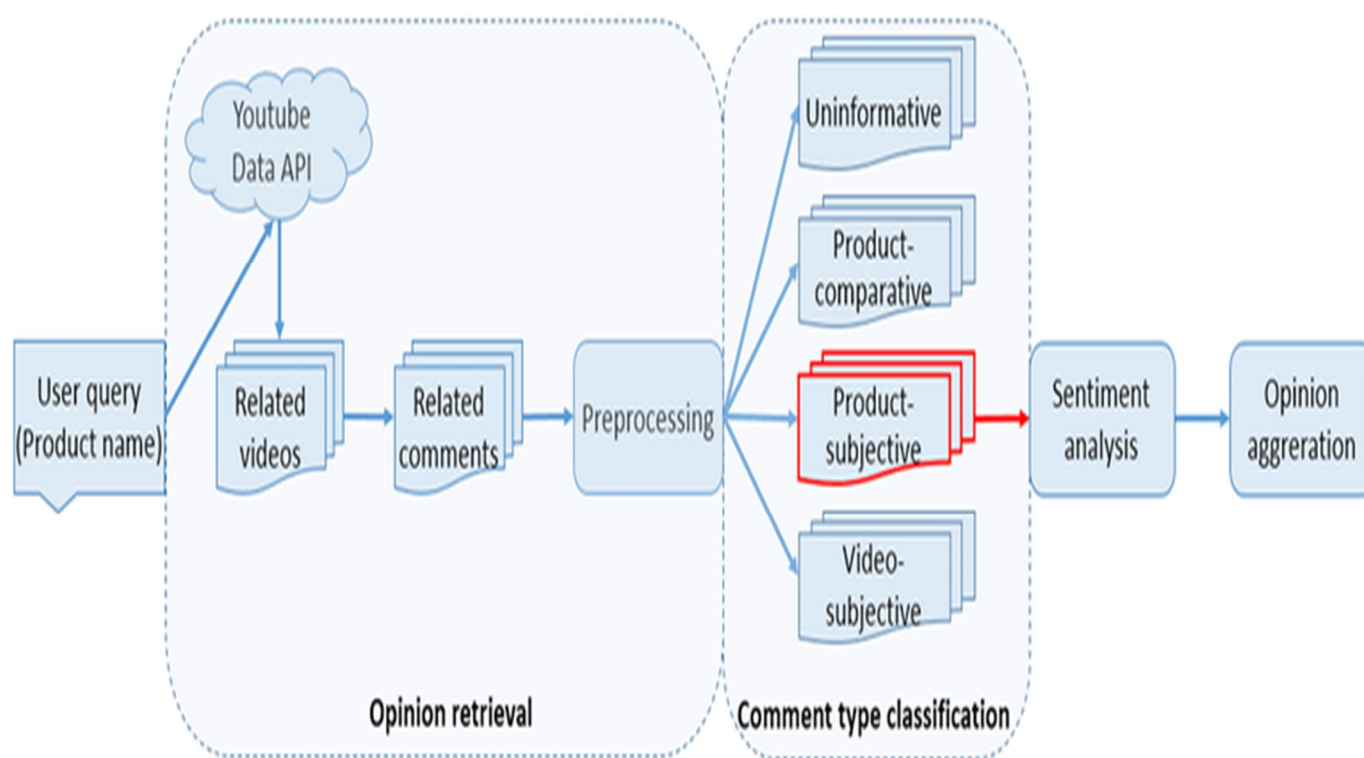 Youtube
Data API
User query
(Product name)
Related
videos
Related
comments
Preprocessing
Opinion retrieval
Uninformative
Product-
comparative
Product-
subjective
Video-
subjective
Comment type classification
Sentiment
analysis
Opinion
aggreration